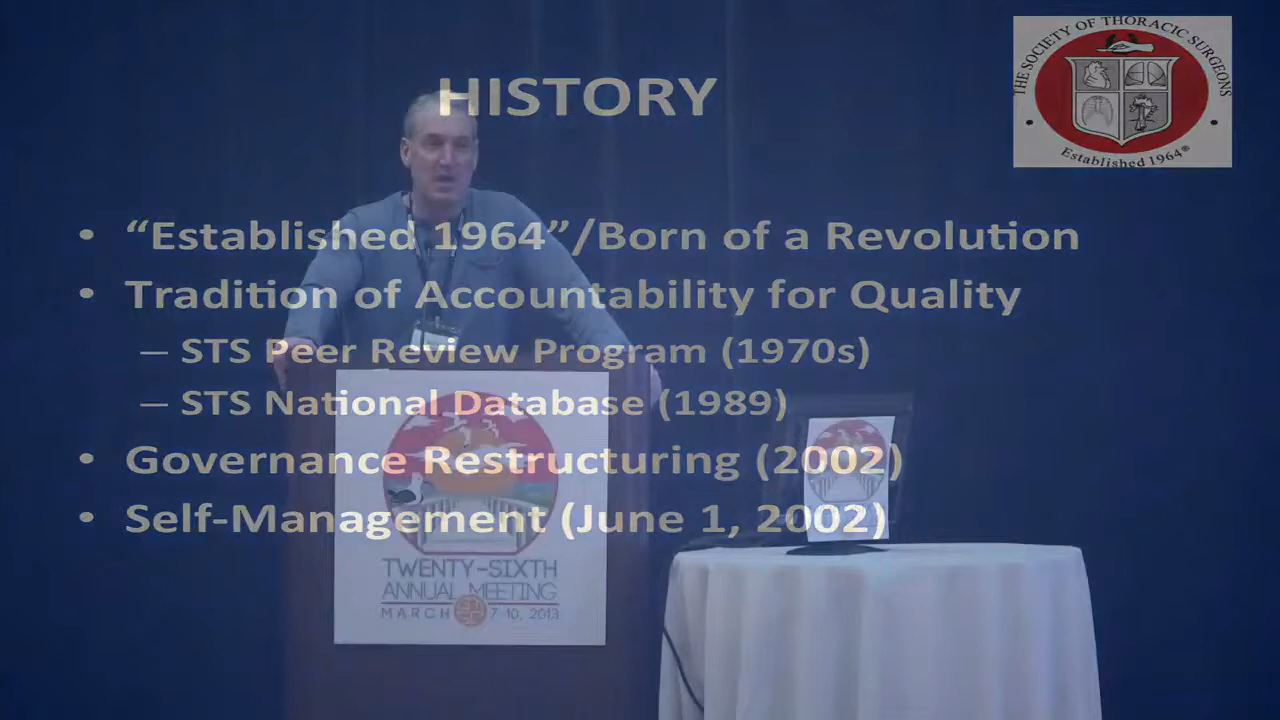 HISTORY
THE SOCIETY OF THORACIC SURGEONS
Established 1964®
• “Established 1964”/Born of a Revolution
• Tradition of Accountability for Quality
– STS Peer Review Program (1970s)
– STS National Database (1989)
• Governance Restructuring (2002)
• Self-Management (June 1, 2002)
TWENTY-SIXTH
ANNUAL MEETING
MARCH 7-10, 2013